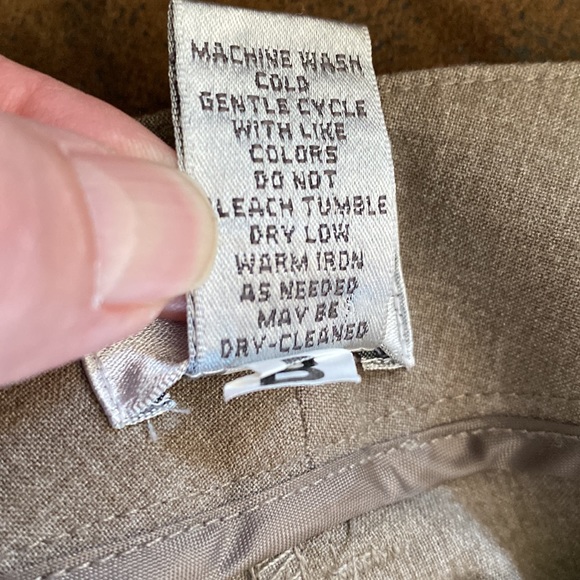 MACHINE WASH
COLD
GENTLE CYCLE
WITH LIKE
COLORS
DO NOT
LEACH TUMBLE
DRY LOW
WARM IRON
AS NEEDED
MAY BE
DRY-CLEANED